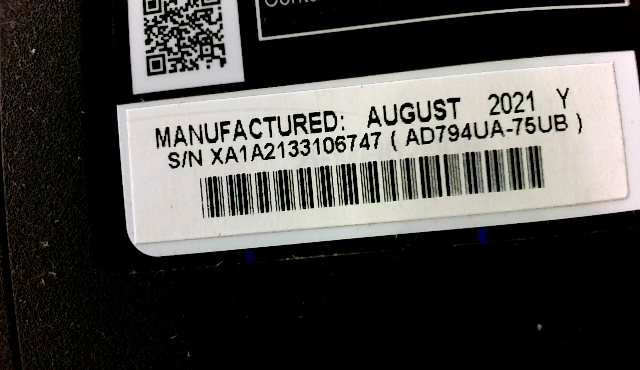 MANUFACTURED: AUGUST 2021 Y
S/N XA1A2133106747 ( AD794UA-75UB )